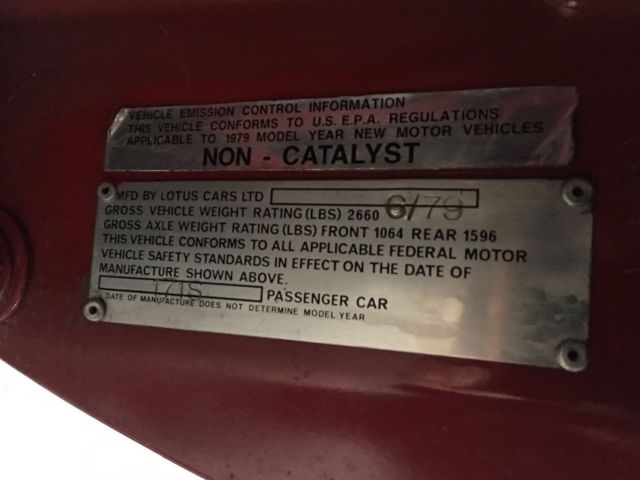 VEHICLE EMISSION CONTROL INFORMATION
THIS VEHICLE CONFORMS TO U.S. E.P.A. REGULATIONS
APPLICABLE TO 1979 MODEL YEAR NEW MOTOR VEHICLES
NON - CATALYST
MFD BY LOTUS CARS LTD 6/79
GROSS VEHICLE WEIGHT RATING (LBS) 2660
GROSS AXLE WEIGHT RATING (LBS) FRONT 1064 REAR 1596
THIS VEHICLE CONFORMS TO ALL APPLICABLE FEDERAL MOTOR
VEHICLE SAFETY STANDARDS IN EFFECT ON THE DATE OF
MANUFACTURE SHOWN ABOVE.
PASSENGER CAR
DATE OF MANUFACTURE DOES NOT DETERMINE MODEL YEAR